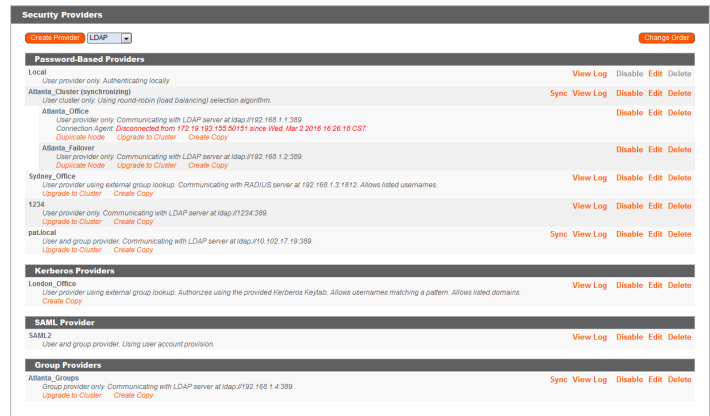 Security Providers
Create Provider LDAP Change Order
Password-Based Providers
Local
User provider only. Authenticating locally.
View Log Disable Edit Delete
Atlanta_Cluster (synchronizing)
User cluster only. Using round-robin (load balancing) selection algorithm.
Sync View Log Disable Edit Delete
Atlanta_Office
User provider only. Communicating with LDAP server at ldap://192.168.1.1:389.
Connection Agent: Disconnected from 172.19.193.155:50151 since Wed, Mar 2 2016 16:26:18 CST.
Duplicate Node Upgrade to Cluster Create Copy
Disable Edit Delete
Atlanta_Failover
User provider only. Communicating with LDAP server at ldap://192.168.1.2:389.
Duplicate Node Upgrade to Cluster Create Copy
Disable Edit Delete
Sydney_Office
User provider using external group lookup. Communicating with RADIUS server at 192.168.1.3:1812. Allows listed usernames.
Upgrade to Cluster Create Copy
View Log Disable Edit Delete
1234
User provider only. Communicating with LDAP server at ldap://1234:389.
Upgrade to Cluster Create Copy
View Log Disable Edit Delete
pat.local
User and group provider. Communicating with LDAP server at ldap://10.102.17.19:389.
Upgrade to Cluster Create Copy
Sync View Log Disable Edit Delete
Kerberos Providers
London_Office
User provider using external group lookup. Authorizes using the provided Kerberos Keytab. Allows usernames matching a pattern. Allows listed domains.
Create Copy
View Log Disable Edit Delete
SAML Provider
SAML2
User and group provider. Using user account provision.
View Log Disable Edit Delete
Group Providers
Atlanta_Groups
Group provider only. Communicating with LDAP server at ldap://192.168.1.4:389.
Upgrade to Cluster Create Copy
Sync View Log Disable Edit Delete